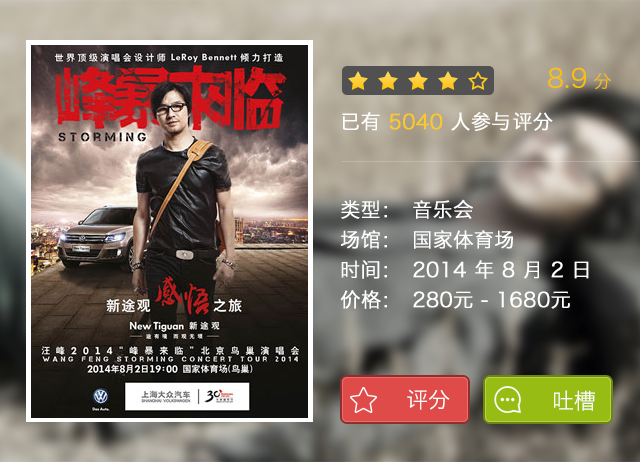 世界顶级演唱会设计师 LeRoy Bennett 倾力打造
峰暴来临
STORMING
新途观 感悟 之旅
New Tiguan 新途观
汪峰2014"峰暴来临"北京鸟巢演唱会
WANG FENG STORMING CONCERT TOUR 2014
2014年8月2日19:00 国家体育场(鸟巢)
Das Auto.
上海大众汽车
SHANGHAI VOLKSWAGEN
30
8.9 分
已有 5040 人参与评分
类型： 音乐会
场馆： 国家体育场
时间： 2014 年 8 月 2 日
价格： 280元 - 1680元
评分
吐槽